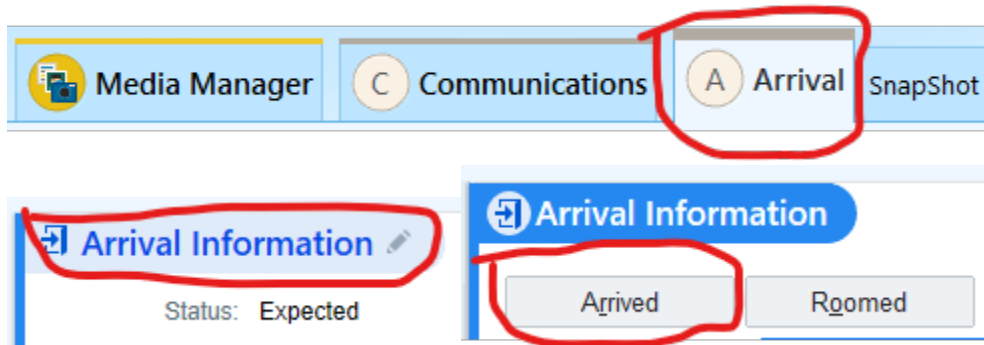 Media Manager
C Communications
A Arrival
SnapShot
Arrival Information
Status: Expected
Arrival Information
Arrived
Roomed